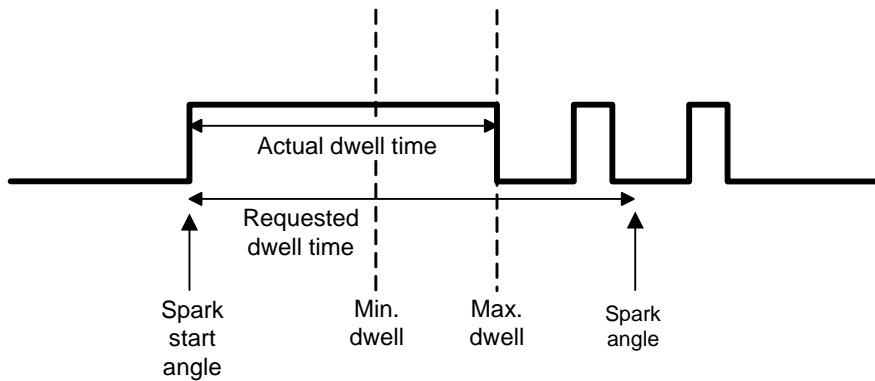 Actual dwell time
Requested
dwell time
Spark
start
angle
Min.
dwell
Max.
dwell
Spark
angle